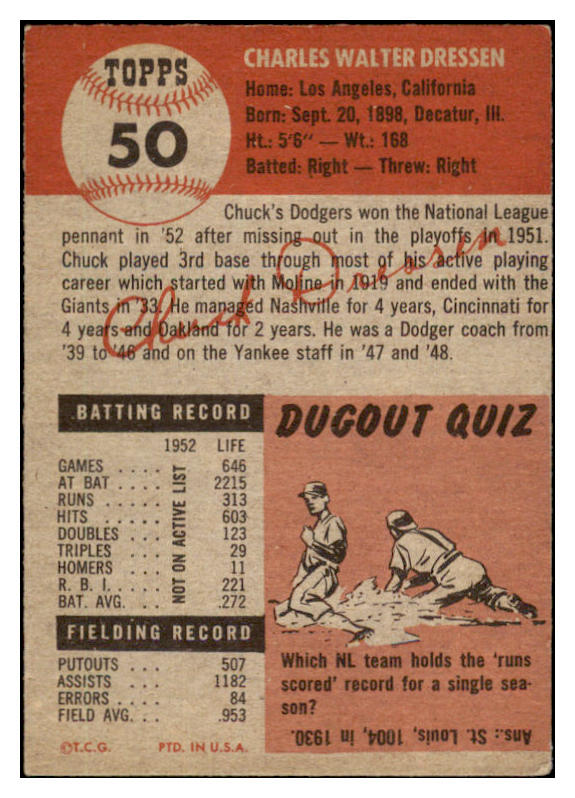 TOPPS
50
CHARLES WALTER DRESSEN
Home: Los Angeles, California
Born: Sept. 20, 1898, Decatur, Ill.
Ht.: 5'6" — Wt.: 168
Batted: Right — Threw: Right
Chuck's Dodgers won the National League
pennant in '52 after missing out in the playoffs in 1951.
Chuck played 3rd base through most of his active playing
career which started with Moline in 1919 and ended with the
Giants in '33. He managed Nashville for 4 years, Cincinnati for
4 years and Oakland for 2 years. He was a Dodger coach from
'39 to '46 and on the Yankee staff in '47 and '48.
Chuck Dressen
BATTING RECORD
1952 LIFE
GAMES .... 646
AT BAT .... 2215
RUNS .... 313
HITS .... 603
DOUBLES ... 123
TRIPLES ... 29
HOMERS ... 11
R. B. I. .... 221
BAT. AVG. ... .272
NOT ON ACTIVE LIST
FIELDING RECORD
PUTOUTS ... 507
ASSISTS ... 1182
ERRORS ... 84
FIELD AVG. .. .953
©T.C.G. PTD. IN U.S.A.
DUGOUT QUIZ
Which NL team holds the 'runs
scored' record for a single sea-
son?
Ans.: St. Louis, 1004, in 1930.